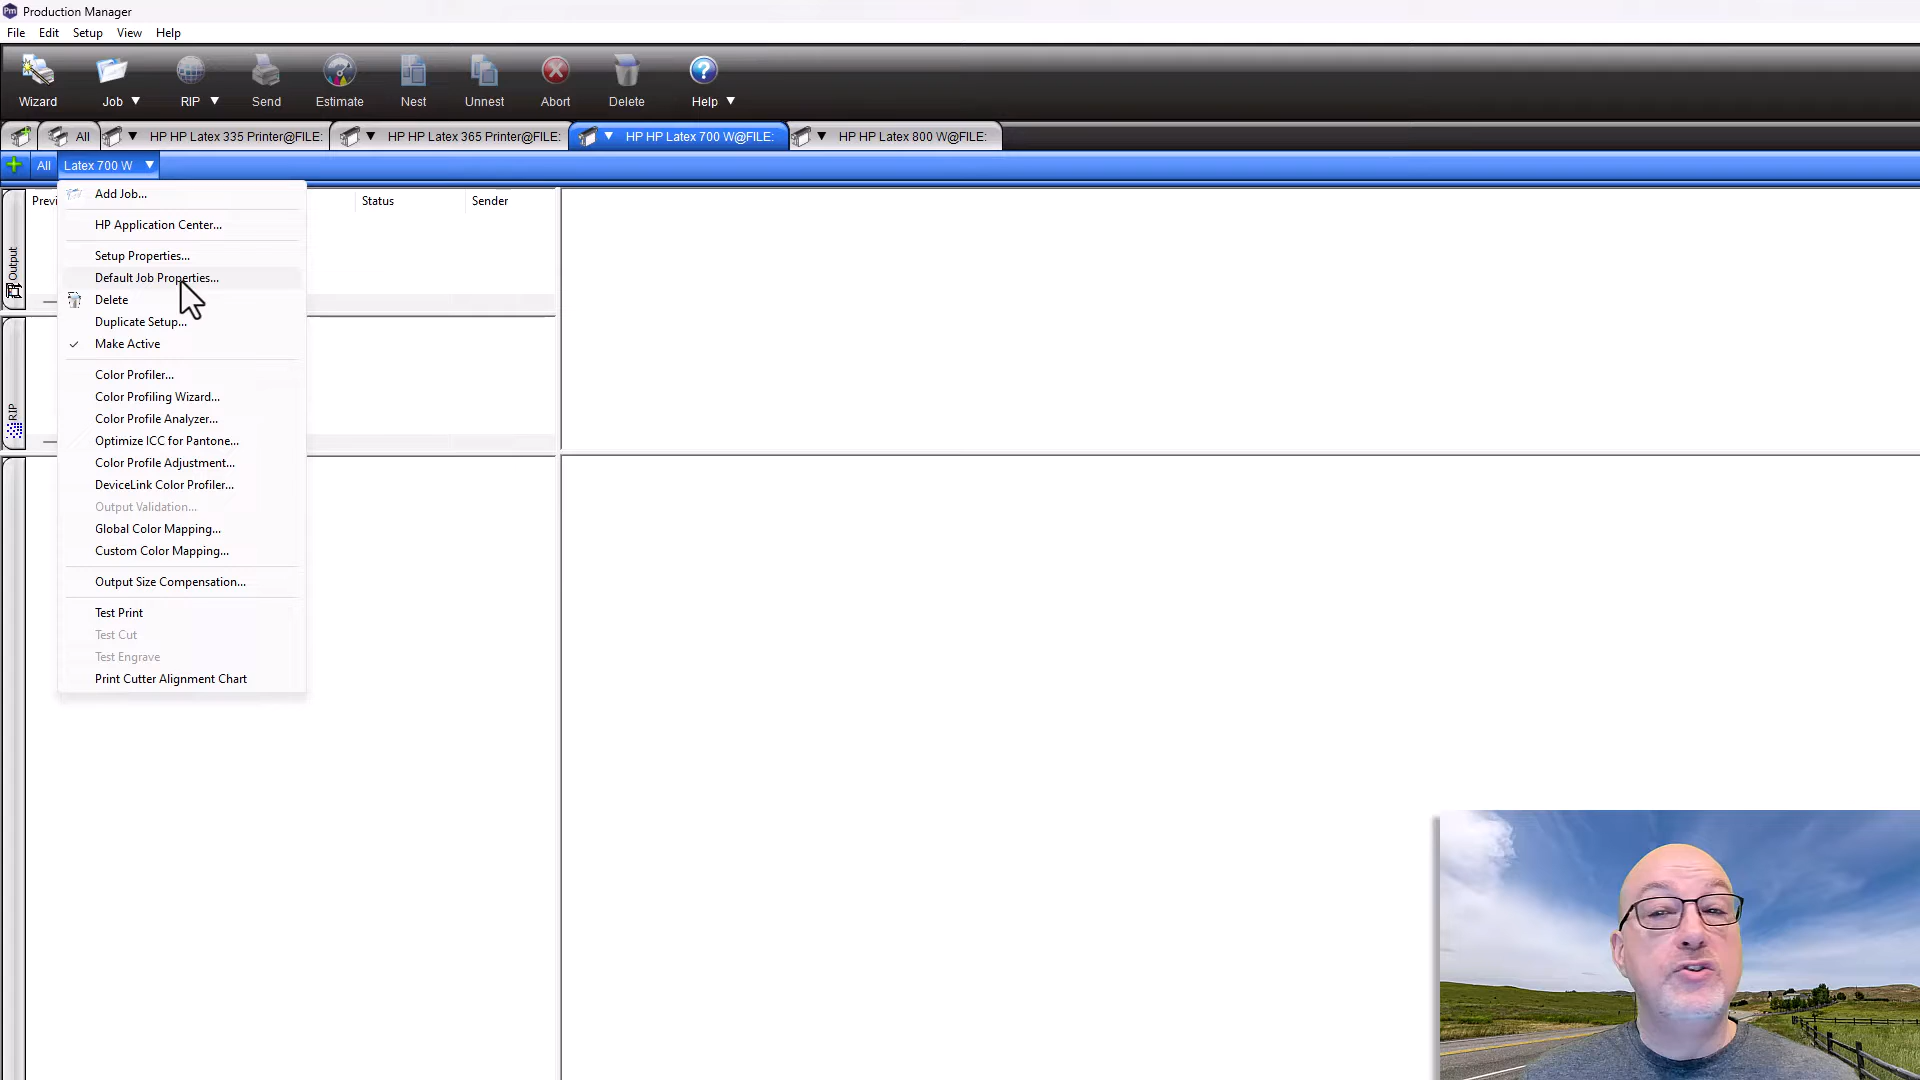 Pm Production Manager
File Edit Setup View Help
Wizard Job RIP Send Estimate Nest Unnest Abort Delete Help
All HP HP Latex 335 Printer@FILE: HP HP Latex 365 Printer@FILE: HP HP Latex 700 W@FILE: HP HP Latex 800 W@FILE:
All Latex 700 W
Previ Status Sender
Output
RIP
Add Job...
HP Application Center...
Setup Properties...
Default Job Properties...
Delete
Duplicate Setup...
Make Active
Color Profiler...
Color Profiling Wizard...
Color Profile Analyzer...
Optimize ICC for Pantone...
Color Profile Adjustment...
DeviceLink Color Profiler...
Output Validation...
Global Color Mapping...
Custom Color Mapping...
Output Size Compensation...
Test Print
Test Cut
Test Engrave
Print Cutter Alignment Chart